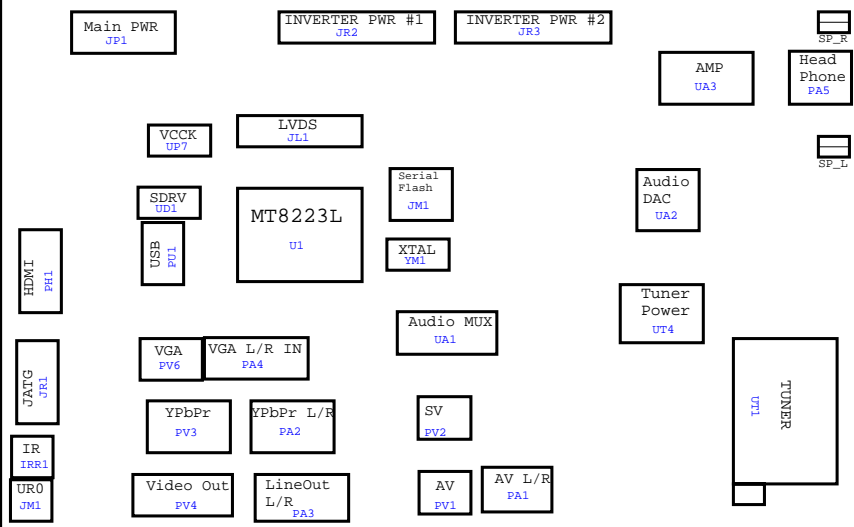 Main PWR
JP1
INVERTER PWR #1
JR2
INVERTER PWR #2
JR3
SP_R
AMP
UA3
Head
Phone
PA5
LVDS
JL1
VCCK
UP7
SP_L
Serial
Flash
JM1
Audio
DAC
UA2
SDRV
UD1
MT8223L
U1
USB
PU1
XTAL
YM1
HDMI
PH1
Tuner
Power
UT4
Audio MUX
UA1
VGA
PV6
VGA L/R IN
PA4
JATG
JR1
TUNER
UT1
YPbPr
PV3
YPbPr L/R
PA2
SV
PV2
IR
IRR1
UR0
JM1
Video Out
PV4
LineOut
L/R
PA3
AV
PV1
AV L/R
PA1